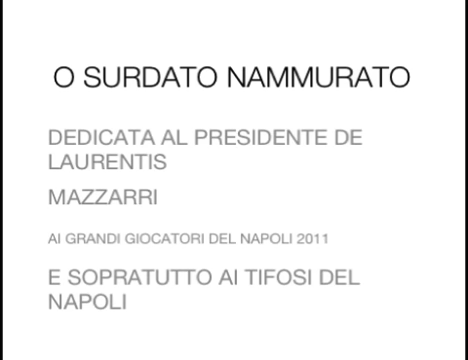 O SURDATO NAMMURATO
DEDICATA AL PRESIDENTE DE
LAURENTIS
MAZZARRI
AI GRANDI GIOCATORI DEL NAPOLI 2011
E SOPRATUTTO AI TIFOSI DEL
NAPOLI